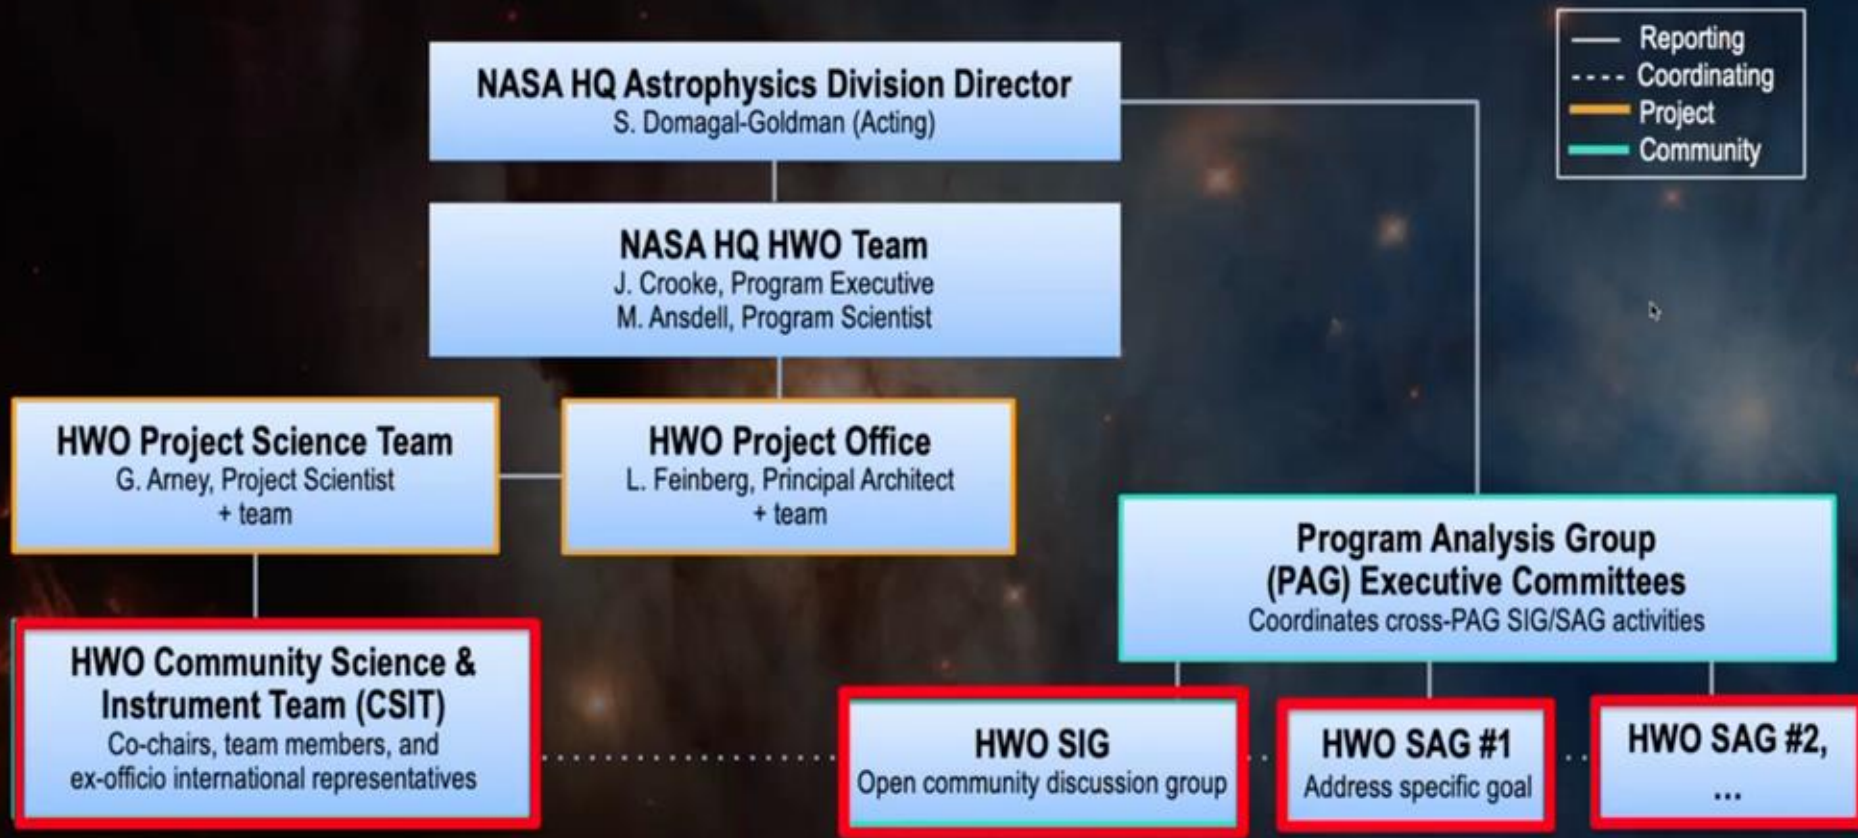 NASA HQ Astrophysics Division Director
S. Domagal-Goldman (Acting)
Reporting
Coordinating
Project
Community
NASA HQ HWO Team
J. Crooke, Program Executive
M. Ansdell, Program Scientist
HWO Project Science Team
G. Arney, Project Scientist
+ team
HWO Project Office
L. Feinberg, Principal Architect
+ team
Program Analysis Group
(PAG) Executive Committees
Coordinates cross-PAG SIG/SAG activities
HWO Community Science &
Instrument Team (CSIT)
Co-chairs, team members, and
ex-officio international representatives
HWO SIG
Open community discussion group
HWO SAG #1
Address specific goal
HWO SAG #2,
...